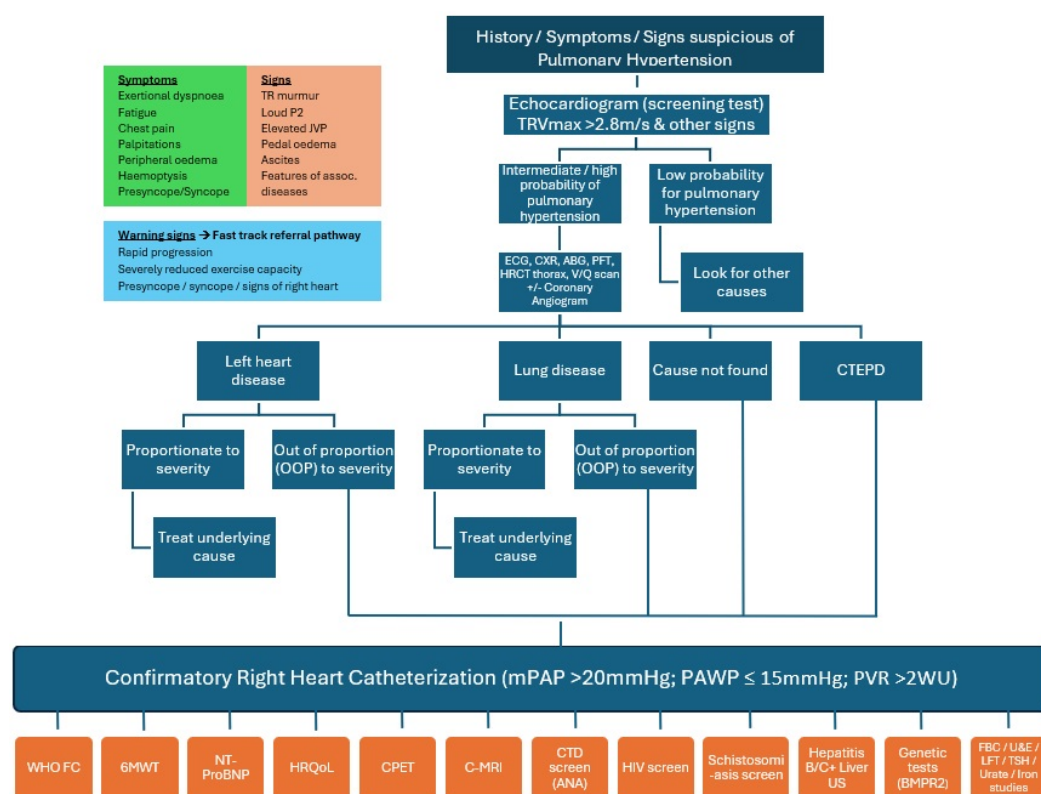 History / Symptoms / Signs suspicious of
Pulmonary Hypertension
Symptoms
Exertional dyspnoea
Fatigue
Chest pain
Palpitations
Peripheral oedema
Haemoptysis
Presyncope/Syncope
Signs
TR murmur
Loud P2
Elevated JVP
Pedal oedema
Ascites
Features of assoc.
diseases
Warning signs → Fast track referral pathway
Rapid progression
Severely reduced exercise capacity
Presyncope / syncope / signs of right heart
Echocardiogram (screening test)
TRVmax >2.8m/s & other signs
Intermediate / high
probability of
pulmonary
hypertension
Low probability
for pulmonary
hypertension
ECG, CXR, ABG, PFT,
HRCT thorax, V/Q scan
+/- Coronary
Angiogram
Look for other
causes
Left heart
disease
Lung disease
Cause not found
CTEPD
Proportionate to
severity
Out of proportion
(OOP) to severity
Proportionate to
severity
Out of proportion
(OOP) to severity
Treat underlying
cause
Treat underlying
cause
Confirmatory Right Heart Catheterization (mPAP >20mmHg; PAWP ≤ 15mmHg; PVR >2WU)
WHO FC
6MWT
NT-
ProBNP
HRQoL
CPET
C-MRI
CTD
screen
(ANA)
HIV screen
Schistosomi
-asis screen
Hepatitis
B/C+ Liver
US
Genetic
tests
(BMPR2)
FBC / U&E /
LFT / TSH /
Urate / Iron
studies